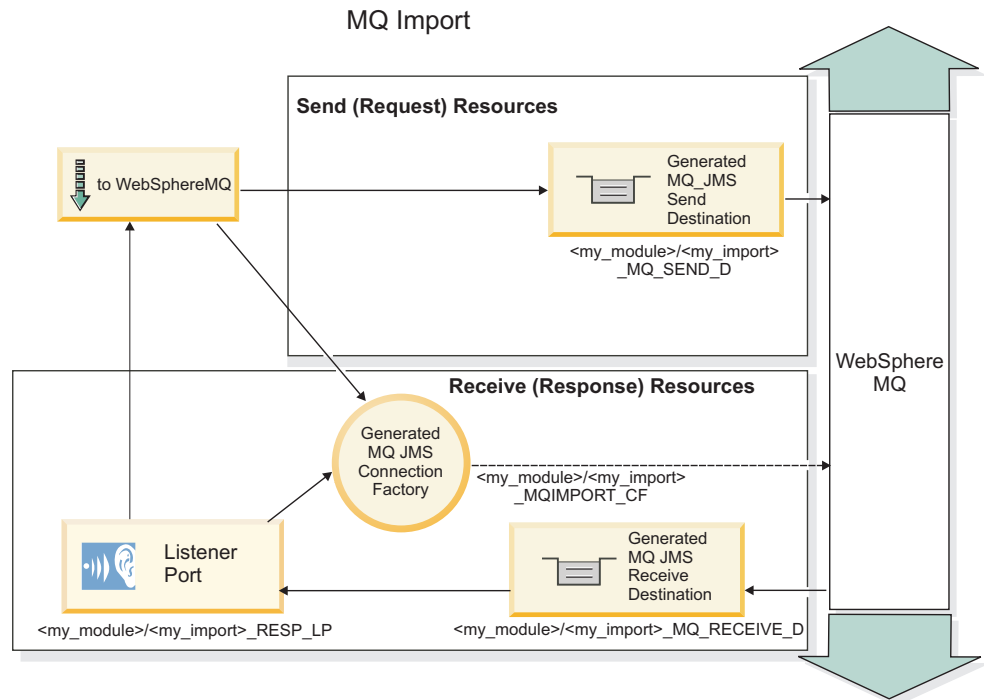 MQ Import
Send (Request) Resources
to WebSphereMQ
Generated
MQ_JMS
Send
Destination
<my_module>/<my_import>
_MQ_SEND_D
WebSphere
MQ
Receive (Response) Resources
Generated
MQ JMS
Connection
Factory
<my_module>/<my_import>
_MQIMPORT_CF
Listener
Port
<my_module>/<my_import>_RESP_LP
Generated
MQ JMS
Receive
Destination
<my_module>/<my_import>_MQ_RECEIVE_D